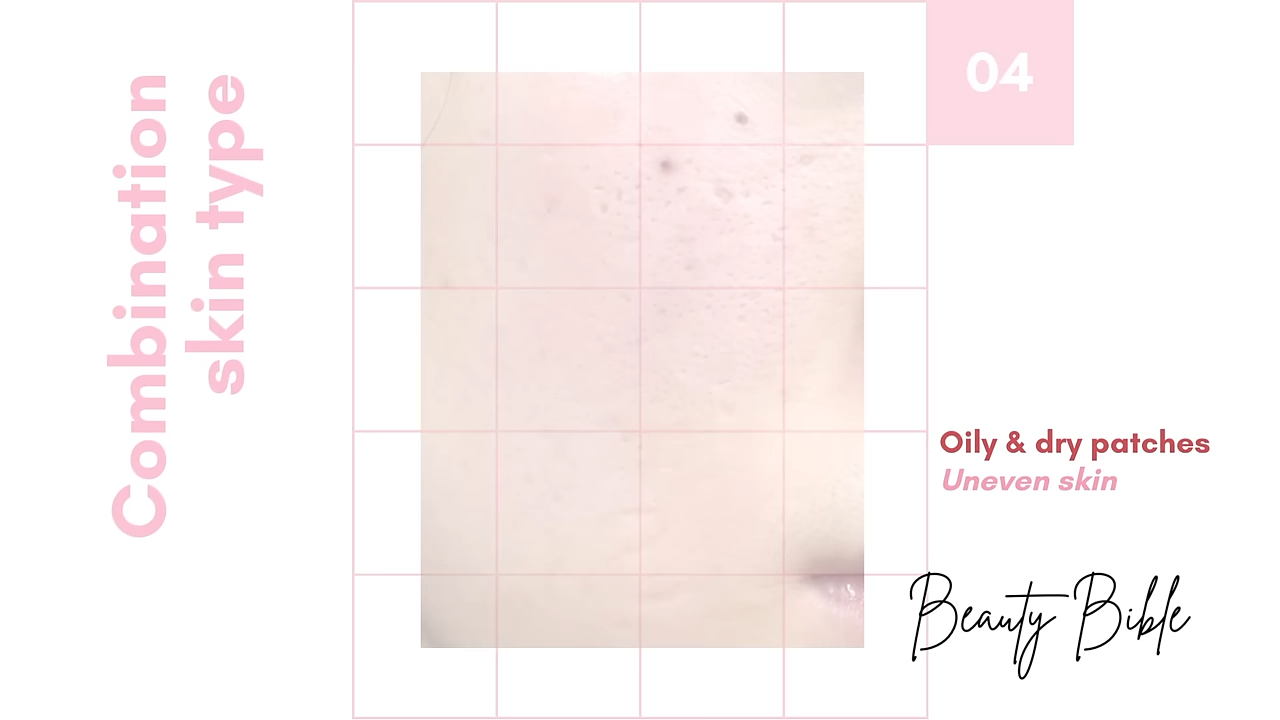 Combination
skin type
04
Oily & dry patches
Uneven skin
Beauty Bible